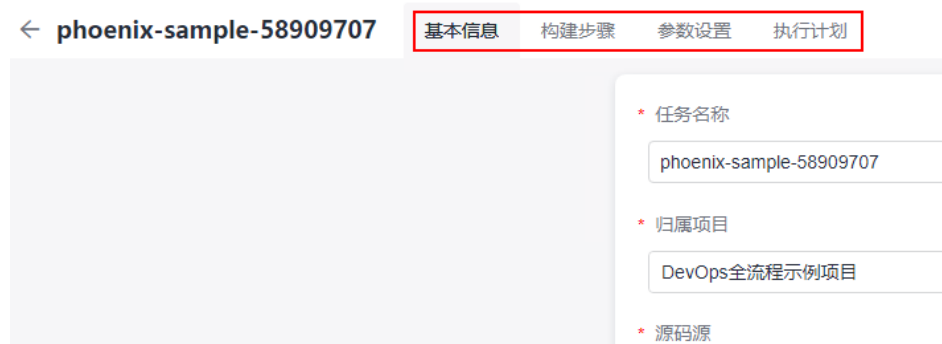 ← phoenix-sample-58909707 基本信息 构建步骤 参数设置 执行计划
* 任务名称
phoenix-sample-58909707
* 归属项目
DevOps全流程示例项目
* 源码源